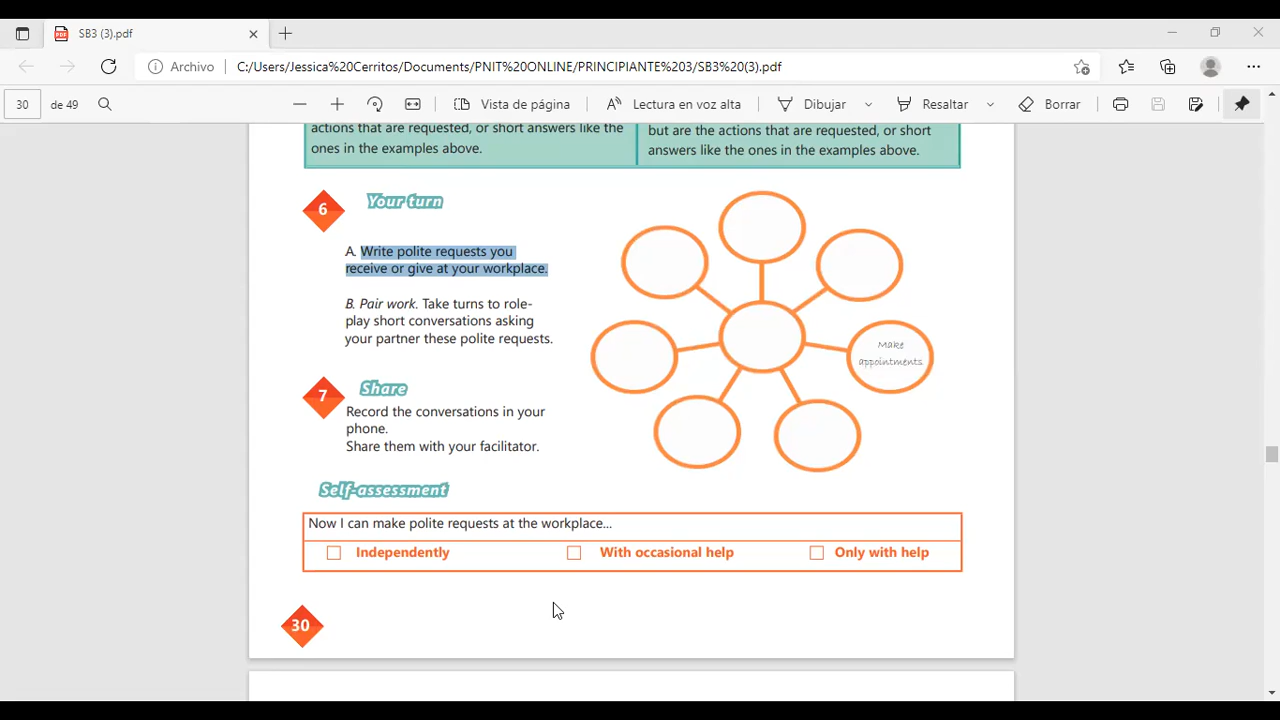 SB3 (3).pdf
Archivo
C:/Users/Jessica%20Cerritos/Documents/PNIT%20ONLINE/PRINCIPIANTE%203/SB3%20(3).pdf
30
de 49
Vista de página
Lectura en voz alta
Dibujar
Resaltar
Borrar
actions that are requested, or short answers like the
ones in the examples above.
but are the actions that are requested, or short
answers like the ones in the examples above.
6
Your turn
A. Write polite requests you
receive or give at your workplace.
B. Pair work. Take turns to role-
play short conversations asking
your partner these polite requests.
Make
appointments
7
Share
Record the conversations in your
phone.
Share them with your facilitator.
Self-assessment
Now I can make polite requests at the workplace...
Independently
With occasional help
Only with help
30